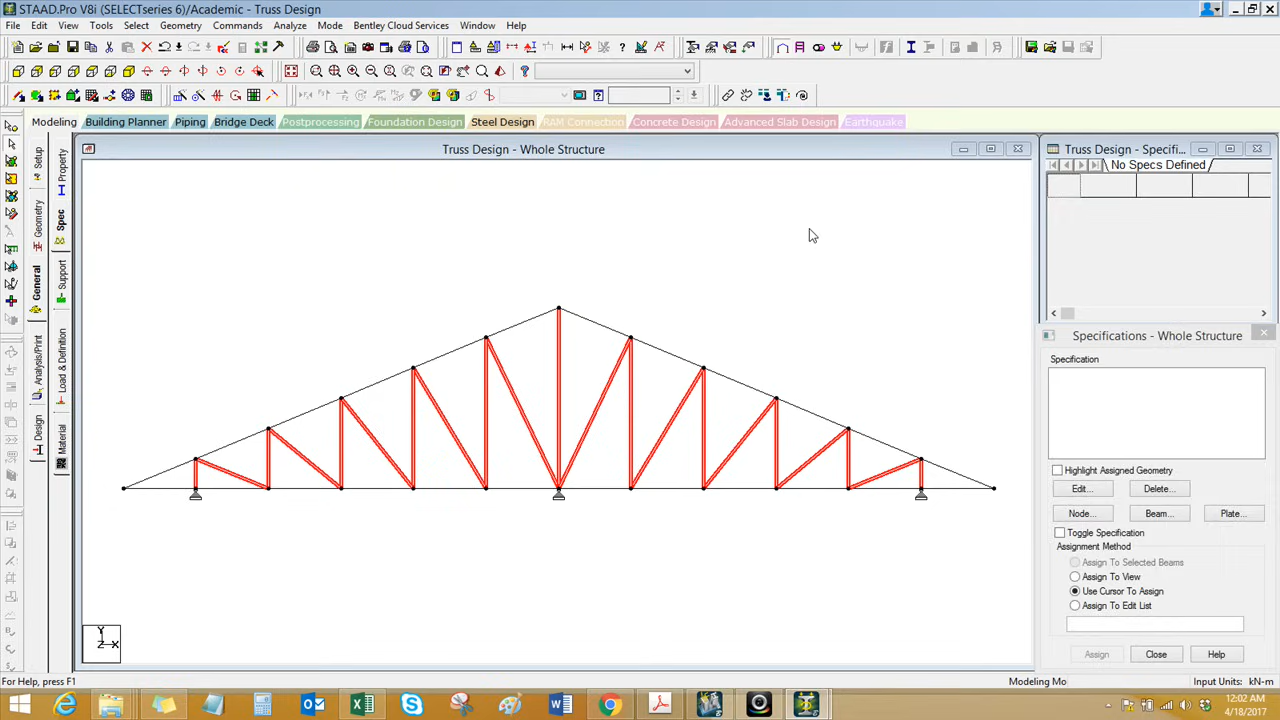 STAAD.Pro V8i (SELECTseries 6)/Academic - Truss Design
File Edit View Tools Select Geometry Commands Analyze Mode Bentley Cloud Services Window Help
Modeling Building Planner Piping Bridge Deck Postprocessing Foundation Design Steel Design RAM Connection Concrete Design Advanced Slab Design Earthquake
Truss Design - Whole Structure
Truss Design - Specifi...
No Specs Defined
Setup
Geometry
General
Analysis/Print
Design
Property
Spec
Support
Load & Definition
Material
Specifications - Whole Structure
Specification
Highlight Assigned Geometry
Edit... Delete...
Node... Beam... Plate...
Toggle Specification
Assignment Method
Assign To Selected Beams
Assign To View
Use Cursor To Assign
Assign To Edit List
Assign Close Help
Y
Z X
For Help, press F1
Modeling Mo
Input Units: kN-m
12:02 AM
4/18/2017